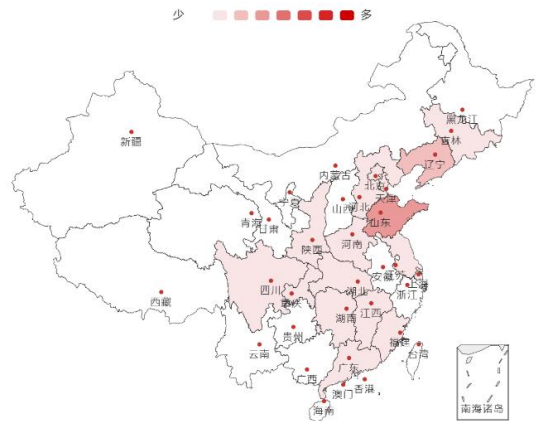 少 多
黑龙江
吉林
新疆
辽宁
内蒙古
北京
天津
宁夏
山西
河北
青海
甘肃
山东
陕西
河南
安徽
江苏
上海
四川
湖北
浙江
西藏
重庆
湖南
江西
贵州
福建
云南
台湾
广东
广西
香港
澳门
海南
南海诸岛